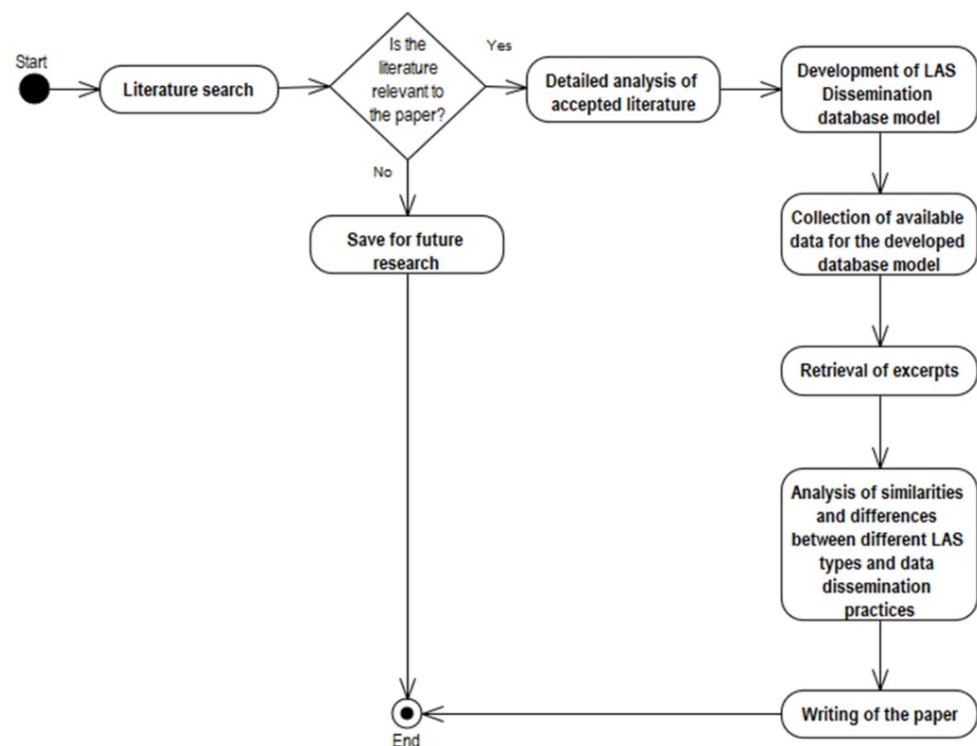 Start
Literature search
Is the
literature
relevant to
the paper?
Yes
No
Detailed analysis of
accepted literature
Development of LAS
Dissemination
database model
Collection of available
data for the developed
database model
Save for future
research
Retrieval of excerpts
Analysis of similarities
and differences
between different LAS
types and data
dissemination
practices
Writing of the paper
End